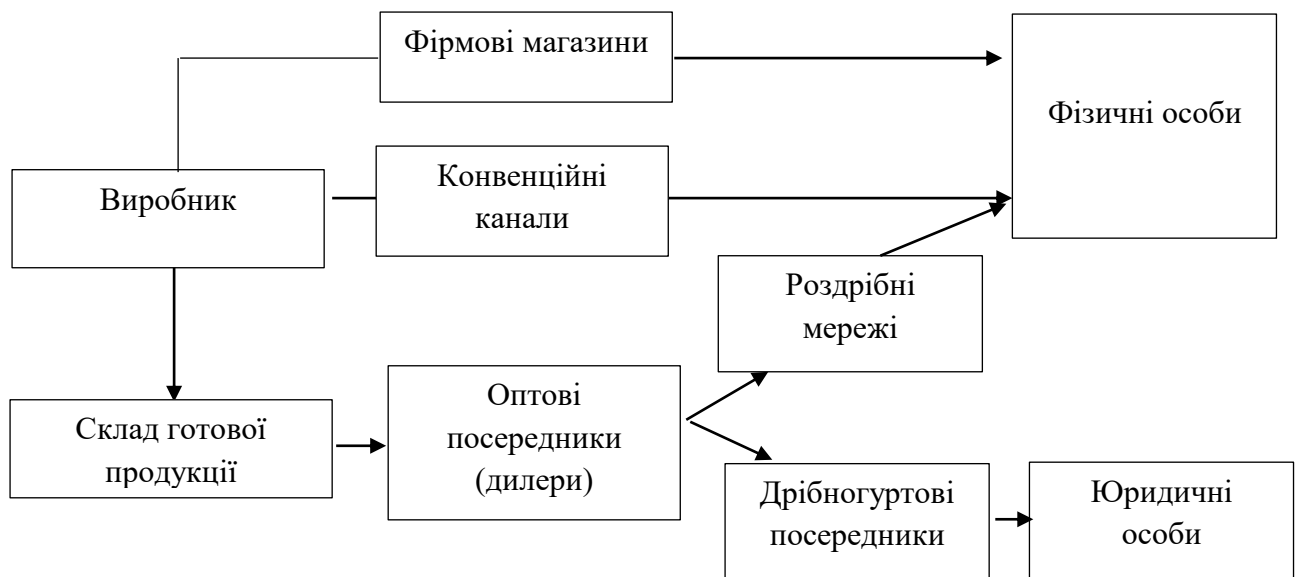 Фірмові магазини
Фізичні особи
Виробник
Конвенційні
канали
Роздрібні
мережі
Склад готової
продукції
Оптові
посередники
(дилери)
Дрібногуртові
посередники
Юридичні
особи